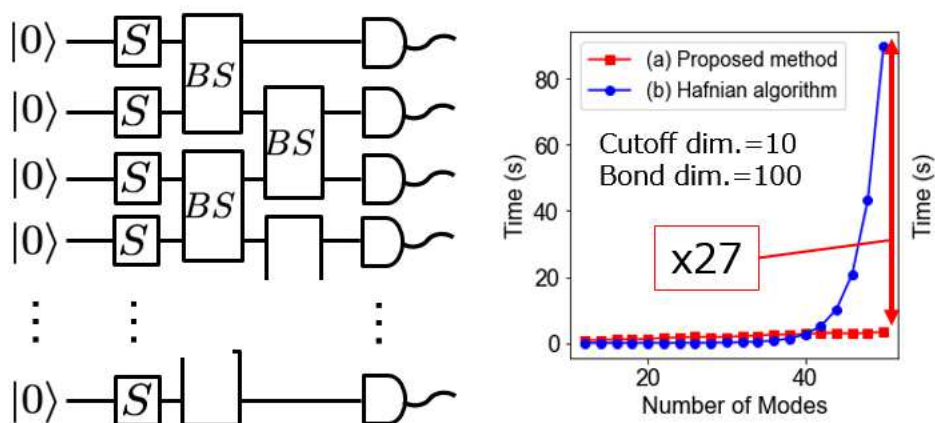 |0⟩ S BS
|0⟩ S BS
|0⟩ S BS
|0⟩ S
⋮ ⋮ ⋮
|0⟩ S
(a) Proposed method
(b) Hafnian algorithm
Cutoff dim.=10
Bond dim.=100
x27
Time (s)
80
60
40
20
0
20 40
Number of Modes
Time (s)